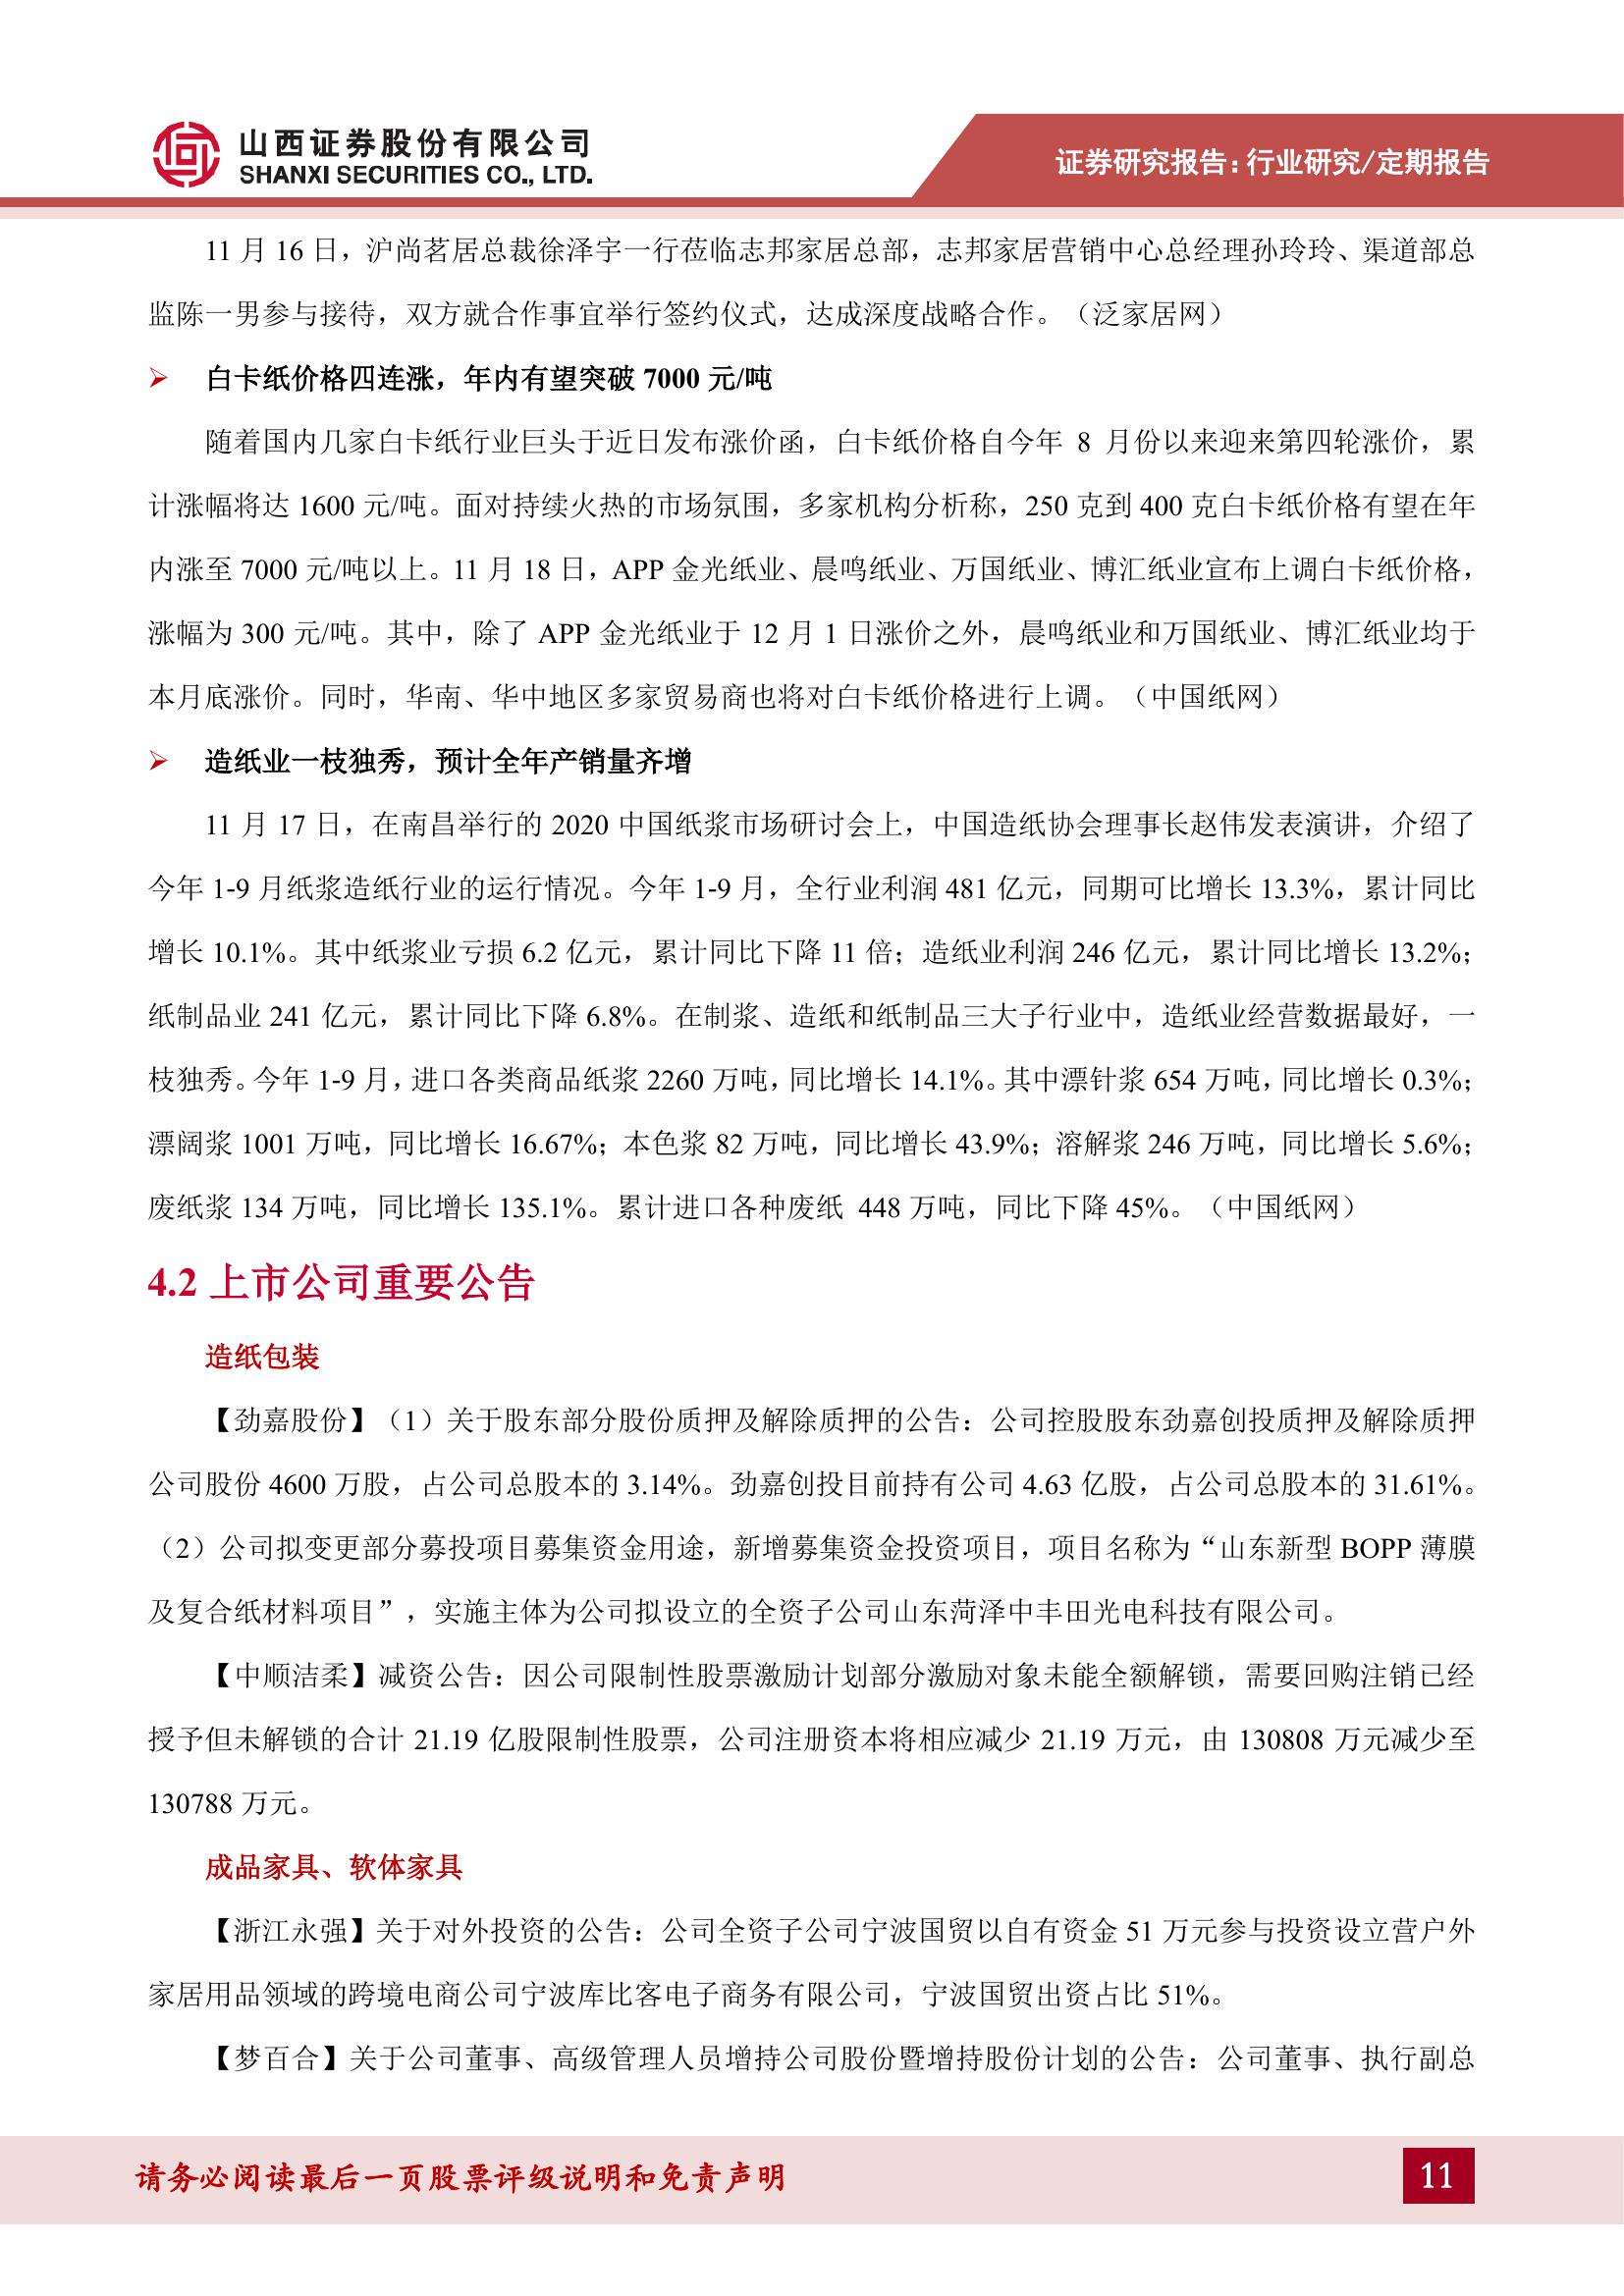 山西证券股份有限公司
SHANXI SECURITIES CO., LTD.
证券研究报告：行业研究/定期报告
11 月 16 日，沪尚茗居总裁徐泽宇一行莅临志邦家居总部，志邦家居营销中心总经理孙玲玲、渠道部总
监陈一男参与接待，双方就合作事宜举行签约仪式，达成深度战略合作。（泛家居网）
➢ 白卡纸价格四连涨，年内有望突破 7000 元/吨
随着国内几家白卡纸行业巨头于近日发布涨价函，白卡纸价格自今年 8 月份以来迎来第四轮涨价，累
计涨幅将达 1600 元/吨。面对持续火热的市场氛围，多家机构分析称，250 克到 400 克白卡纸价格有望在年
内涨至 7000 元/吨以上。11 月 18 日，APP 金光纸业、晨鸣纸业、万国纸业、博汇纸业宣布上调白卡纸价格，
涨幅为 300 元/吨。其中，除了 APP 金光纸业于 12 月 1 日涨价之外，晨鸣纸业和万国纸业、博汇纸业均于
本月底涨价。同时，华南、华中地区多家贸易商也将对白卡纸价格进行上调。（中国纸网）
➢ 造纸业一枝独秀，预计全年产销量齐增
11 月 17 日，在南昌举行的 2020 中国纸浆市场研讨会上，中国造纸协会理事长赵伟发表演讲，介绍了
今年 1-9 月纸浆造纸行业的运行情况。今年 1-9 月，全行业利润 481 亿元，同期可比增长 13.3%，累计同比
增长 10.1%。其中纸浆业亏损 6.2 亿元，累计同比下降 11 倍；造纸业利润 246 亿元，累计同比增长 13.2%；
纸制品业 241 亿元，累计同比下降 6.8%。在制浆、造纸和纸制品三大子行业中，造纸业经营数据最好，一
枝独秀。今年 1-9 月，进口各类商品纸浆 2260 万吨，同比增长 14.1%。其中漂针浆 654 万吨，同比增长 0.3%；
漂阔浆 1001 万吨，同比增长 16.67%；本色浆 82 万吨，同比增长 43.9%；溶解浆 246 万吨，同比增长 5.6%；
废纸浆 134 万吨，同比增长 135.1%。累计进口各种废纸 448 万吨，同比下降 45%。（中国纸网）
4.2 上市公司重要公告
造纸包装
【劲嘉股份】（1）关于股东部分股份质押及解除质押的公告：公司控股股东劲嘉创投质押及解除质押
公司股份 4600 万股，占公司总股本的 3.14%。劲嘉创投目前持有公司 4.63 亿股，占公司总股本的 31.61%。
（2）公司拟变更部分募投项目募集资金用途，新增募集资金投资项目，项目名称为“山东新型 BOPP 薄膜
及复合纸材料项目”，实施主体为公司拟设立的全资子公司山东菏泽中丰田光电科技有限公司。
【中顺洁柔】减资公告：因公司限制性股票激励计划部分激励对象未能全额解锁，需要回购注销已经
授予但未解锁的合计 21.19 亿股限制性股票，公司注册资本将相应减少 21.19 万元，由 130808 万元减少至
130788 万元。
成品家具、软体家具
【浙江永强】关于对外投资的公告：公司全资子公司宁波国贸以自有资金 51 万元参与投资设立营户外
家居用品领域的跨境电商公司宁波库比客电子商务有限公司，宁波国贸出资占比 51%。
【梦百合】关于公司董事、高级管理人员增持公司股份暨增持股份计划的公告：公司董事、执行副总
请务必阅读最后一页股票评级说明和免责声明
11